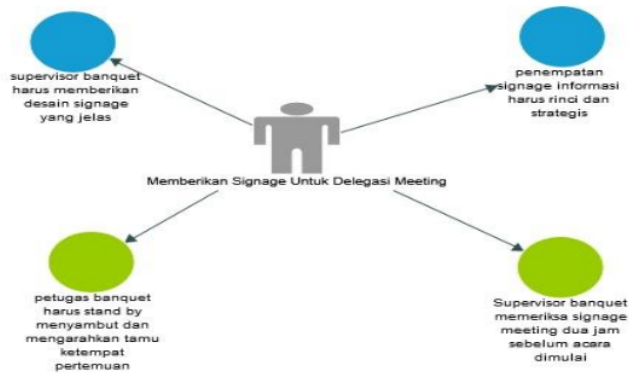 supervisor banquet
harus memberikan
desain signage
yang jelas
penempatan
signage informasi
harus rinci dan
strategis
Memberikan Signage Untuk Delegasi Meeting
petugas banquet
harus stand by
menyambut dan
mengarahkan tamu
ketempat
pertemuan
Supervisor banquet
memeriksa signage
meeting dua jam
sebelum acara
dimulai